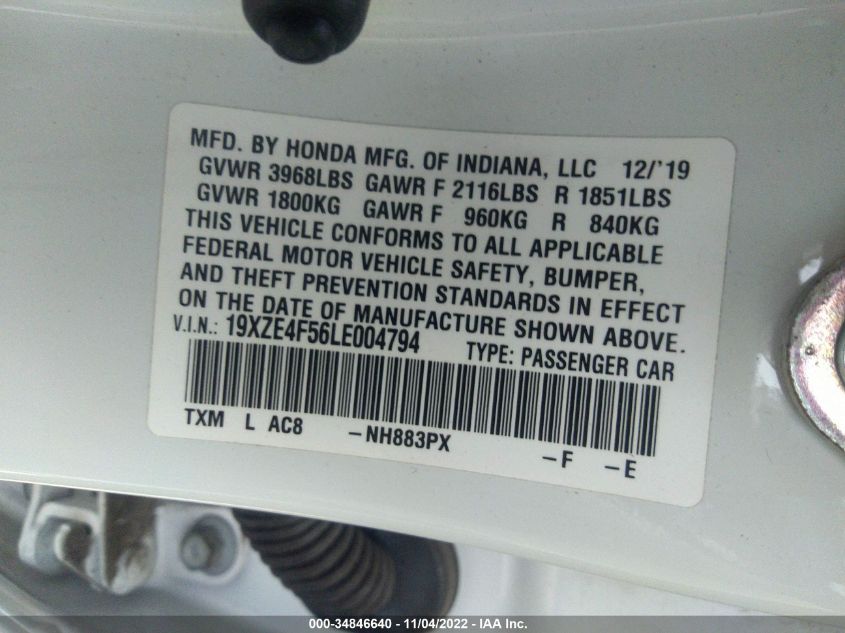 MFD. BY HONDA MFG. OF INDIANA, LLC 12/'19
GVWR 3968LBS GAWR F 2116LBS R 1851LBS
GVWR 1800KG GAWR F 960KG R 840KG
THIS VEHICLE CONFORMS TO ALL APPLICABLE
FEDERAL MOTOR VEHICLE SAFETY, BUMPER,
AND THEFT PREVENTION STANDARDS IN EFFECT
ON THE DATE OF MANUFACTURE SHOWN ABOVE.
V.I.N.: 19XZE4F56LE004794 TYPE: PASSENGER CAR
TXM L AC8 -NH883PX -F -E
000-34846640 - 11/04/2022 - IAA Inc.